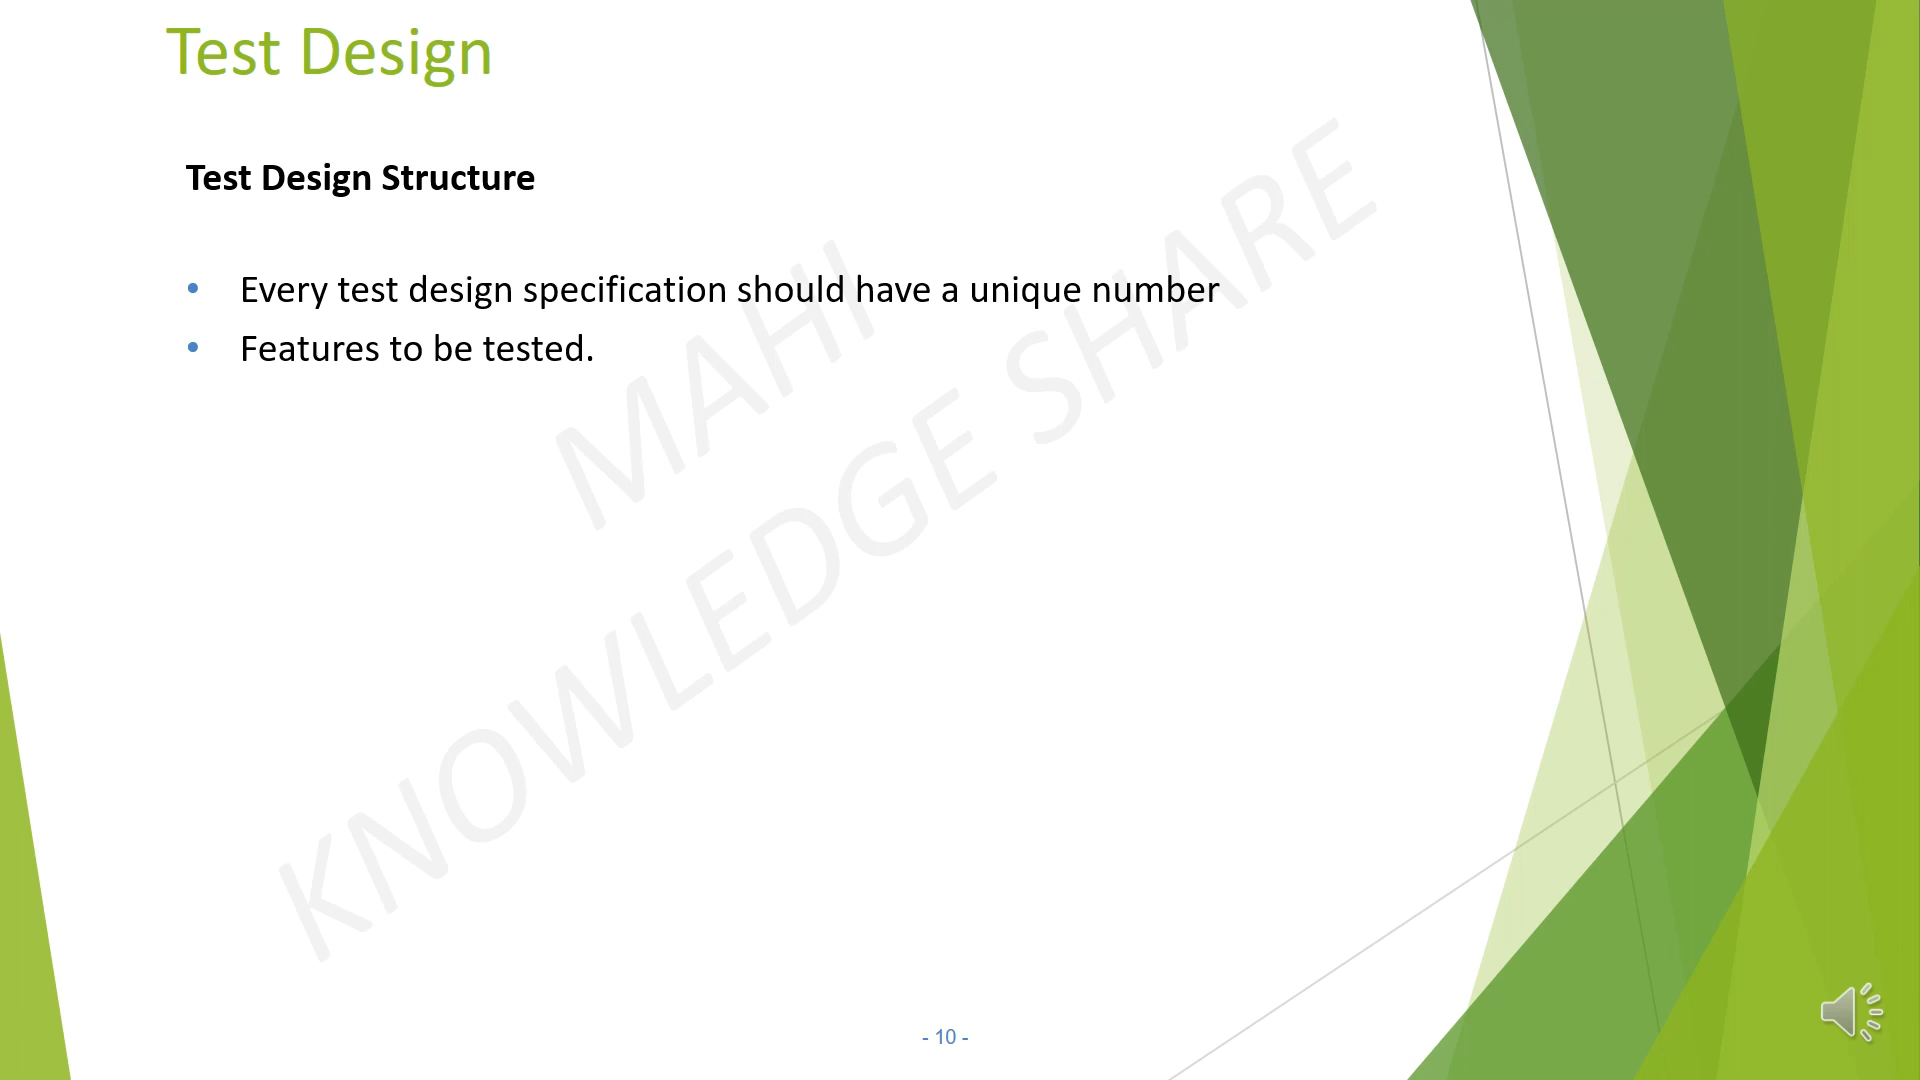 Test Design
Test Design Structure
• Every test design specification should have a unique number
• Features to be tested.
MAHI
KNOWLEDGE SHARE
- 10 -